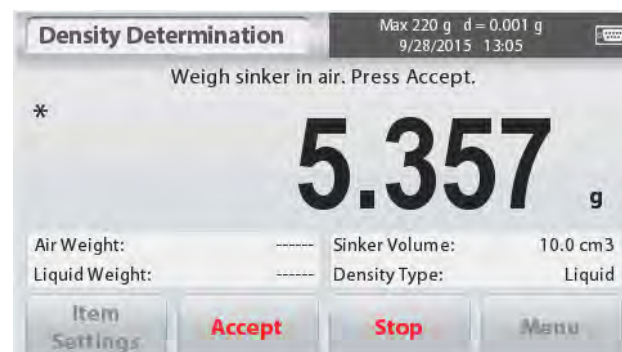 Density Determination
Max 220 g d = 0.001 g
9/28/2015 13:05
Weigh sinker in air. Press Accept.
*
5.357 g
Air Weight: ------ Sinker Volume: 10.0 cm3
Liquid Weight: ------ Density Type: Liquid
Item Settings Accept Stop Menu